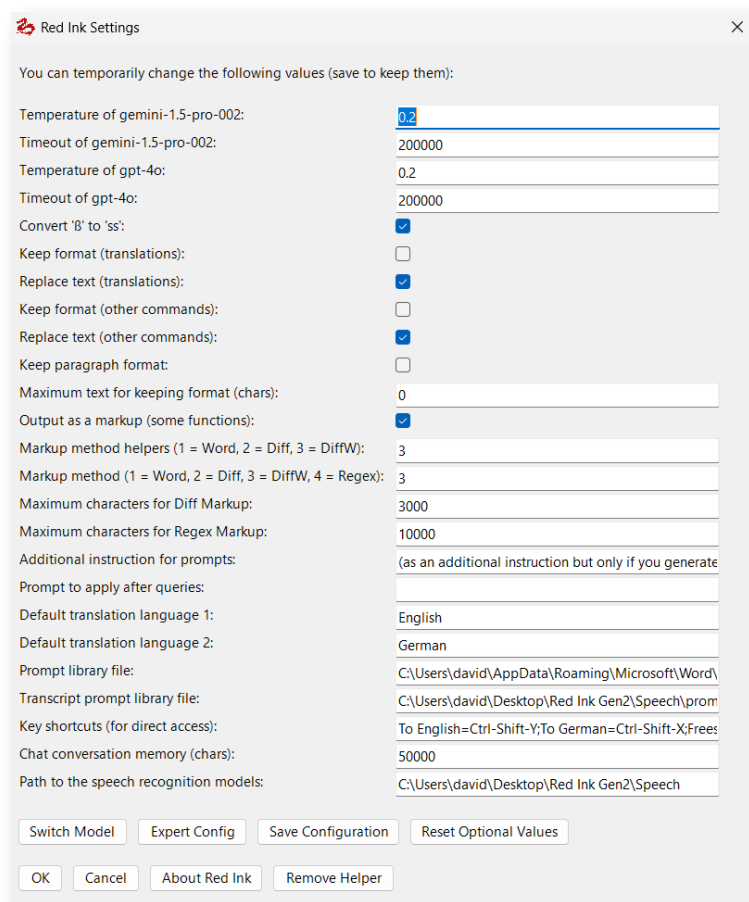 Red Ink Settings
You can temporarily change the following values (save to keep them):
Temperature of gemini-1.5-pro-002: 0.2
Timeout of gemini-1.5-pro-002: 200000
Temperature of gpt-4o: 0.2
Timeout of gpt-4o: 200000
Convert 'ß' to 'ss':
Keep format (translations):
Replace text (translations):
Keep format (other commands):
Replace text (other commands):
Keep paragraph format:
Maximum text for keeping format (chars): 0
Output as a markup (some functions):
Markup method helpers (1 = Word, 2 = Diff, 3 = DiffW): 3
Markup method (1 = Word, 2 = Diff, 3 = DiffW, 4 = Regex): 3
Maximum characters for Diff Markup: 3000
Maximum characters for Regex Markup: 10000
Additional instruction for prompts: (as an additional instruction but only if you generate
Prompt to apply after queries:
Default translation language 1: English
Default translation language 2: German
Prompt library file: C:\Users\david\AppData\Roaming\Microsoft\Word\
Transcript prompt library file: C:\Users\david\Desktop\Red Ink Gen2\Speech\prom
Key shortcuts (for direct access): To English=Ctrl-Shift-Y;To German=Ctrl-Shift-X;Frees
Chat conversation memory (chars): 50000
Path to the speech recognition models: C:\Users\david\Desktop\Red Ink Gen2\Speech
Switch Model Expert Config Save Configuration Reset Optional Values
OK Cancel About Red Ink Remove Helper